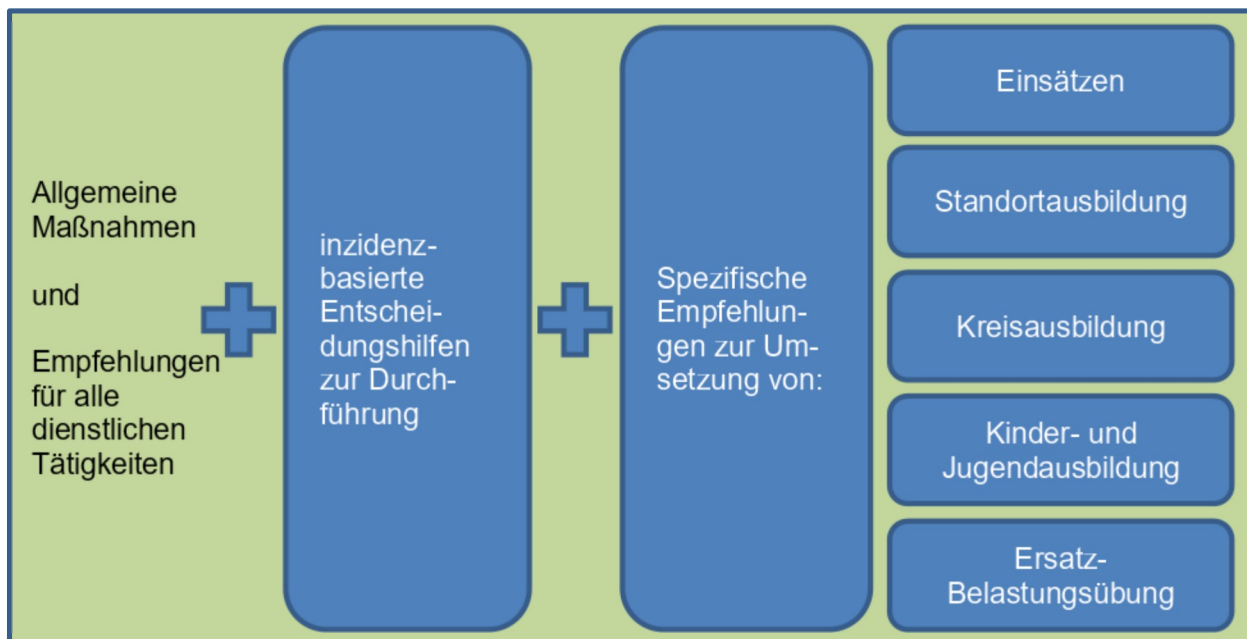 Allgemeine
Maßnahmen
und
Empfehlungen
für alle
dienstlichen
Tätigkeiten
inzidenz-
basierte
Entschei-
dungshilfen
zur Durch-
führung
Spezifische
Empfehlun-
gen zur Um-
setzung von:
Einsätzen
Standortausbildung
Kreisausbildung
Kinder- und
Jugendausbildung
Ersatz-
Belastungsübung